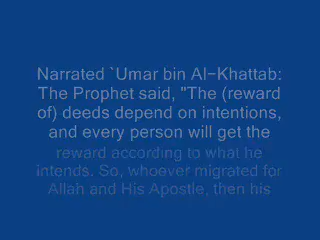 Narrated `Umar bin Al-Khattab:
The Prophet said, "The (reward
of) deeds depend on intentions,
and every person will get the
reward according to what he
intends. So, whoever migrated for
Allah and His Apostle, then his